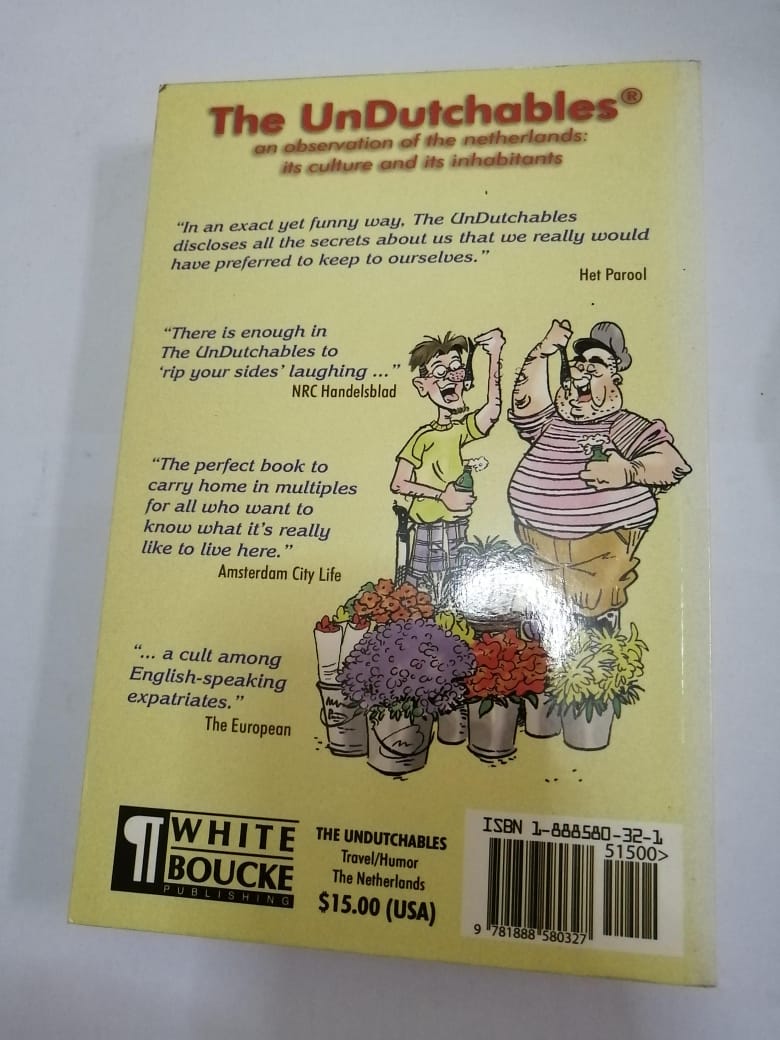 The UnDutchables®
an observation of the netherlands:
its culture and its inhabitants
“In an exact yet funny way, The UnDutchables
discloses all the secrets about us that we really would
have preferred to keep to ourselves.”
Het Parool
“There is enough in
The UnDutchables to
‘rip your sides’ laughing ...”
NRC Handelsblad
“The perfect book to
carry home in multiples
for all who want to
know what it’s really
like to live here.”
Amsterdam City Life
“... a cult among
English-speaking
expatriates.”
The European
WHITE
BOUCKE
PUBLISHING
THE UNDUTCHABLES
Travel/Humor
The Netherlands
$15.00 (USA)
ISBN 1-888580-32-1
51500>
9 781888 580327